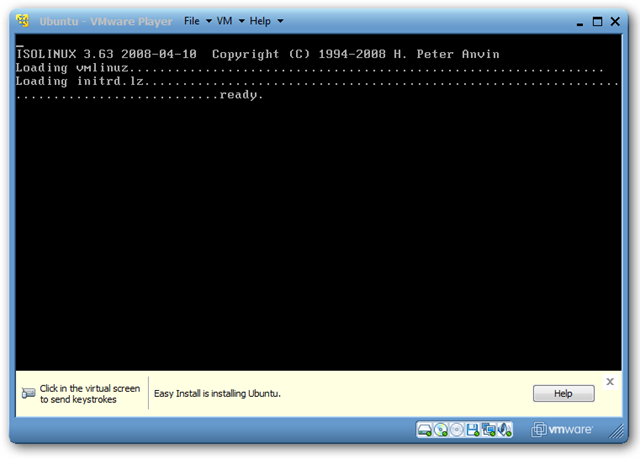 Ubuntu - VMware Player File VM Help
ISOLINUX 3.63 2008-04-10 Copyright (C) 1994-2008 H. Peter Anvin
Loading vmlinuz...............................................................
Loading initrd.lz...............................................................
...........................ready.
Click in the virtual screen
to send keystrokes
Easy Install is installing Ubuntu.
Help
vmware